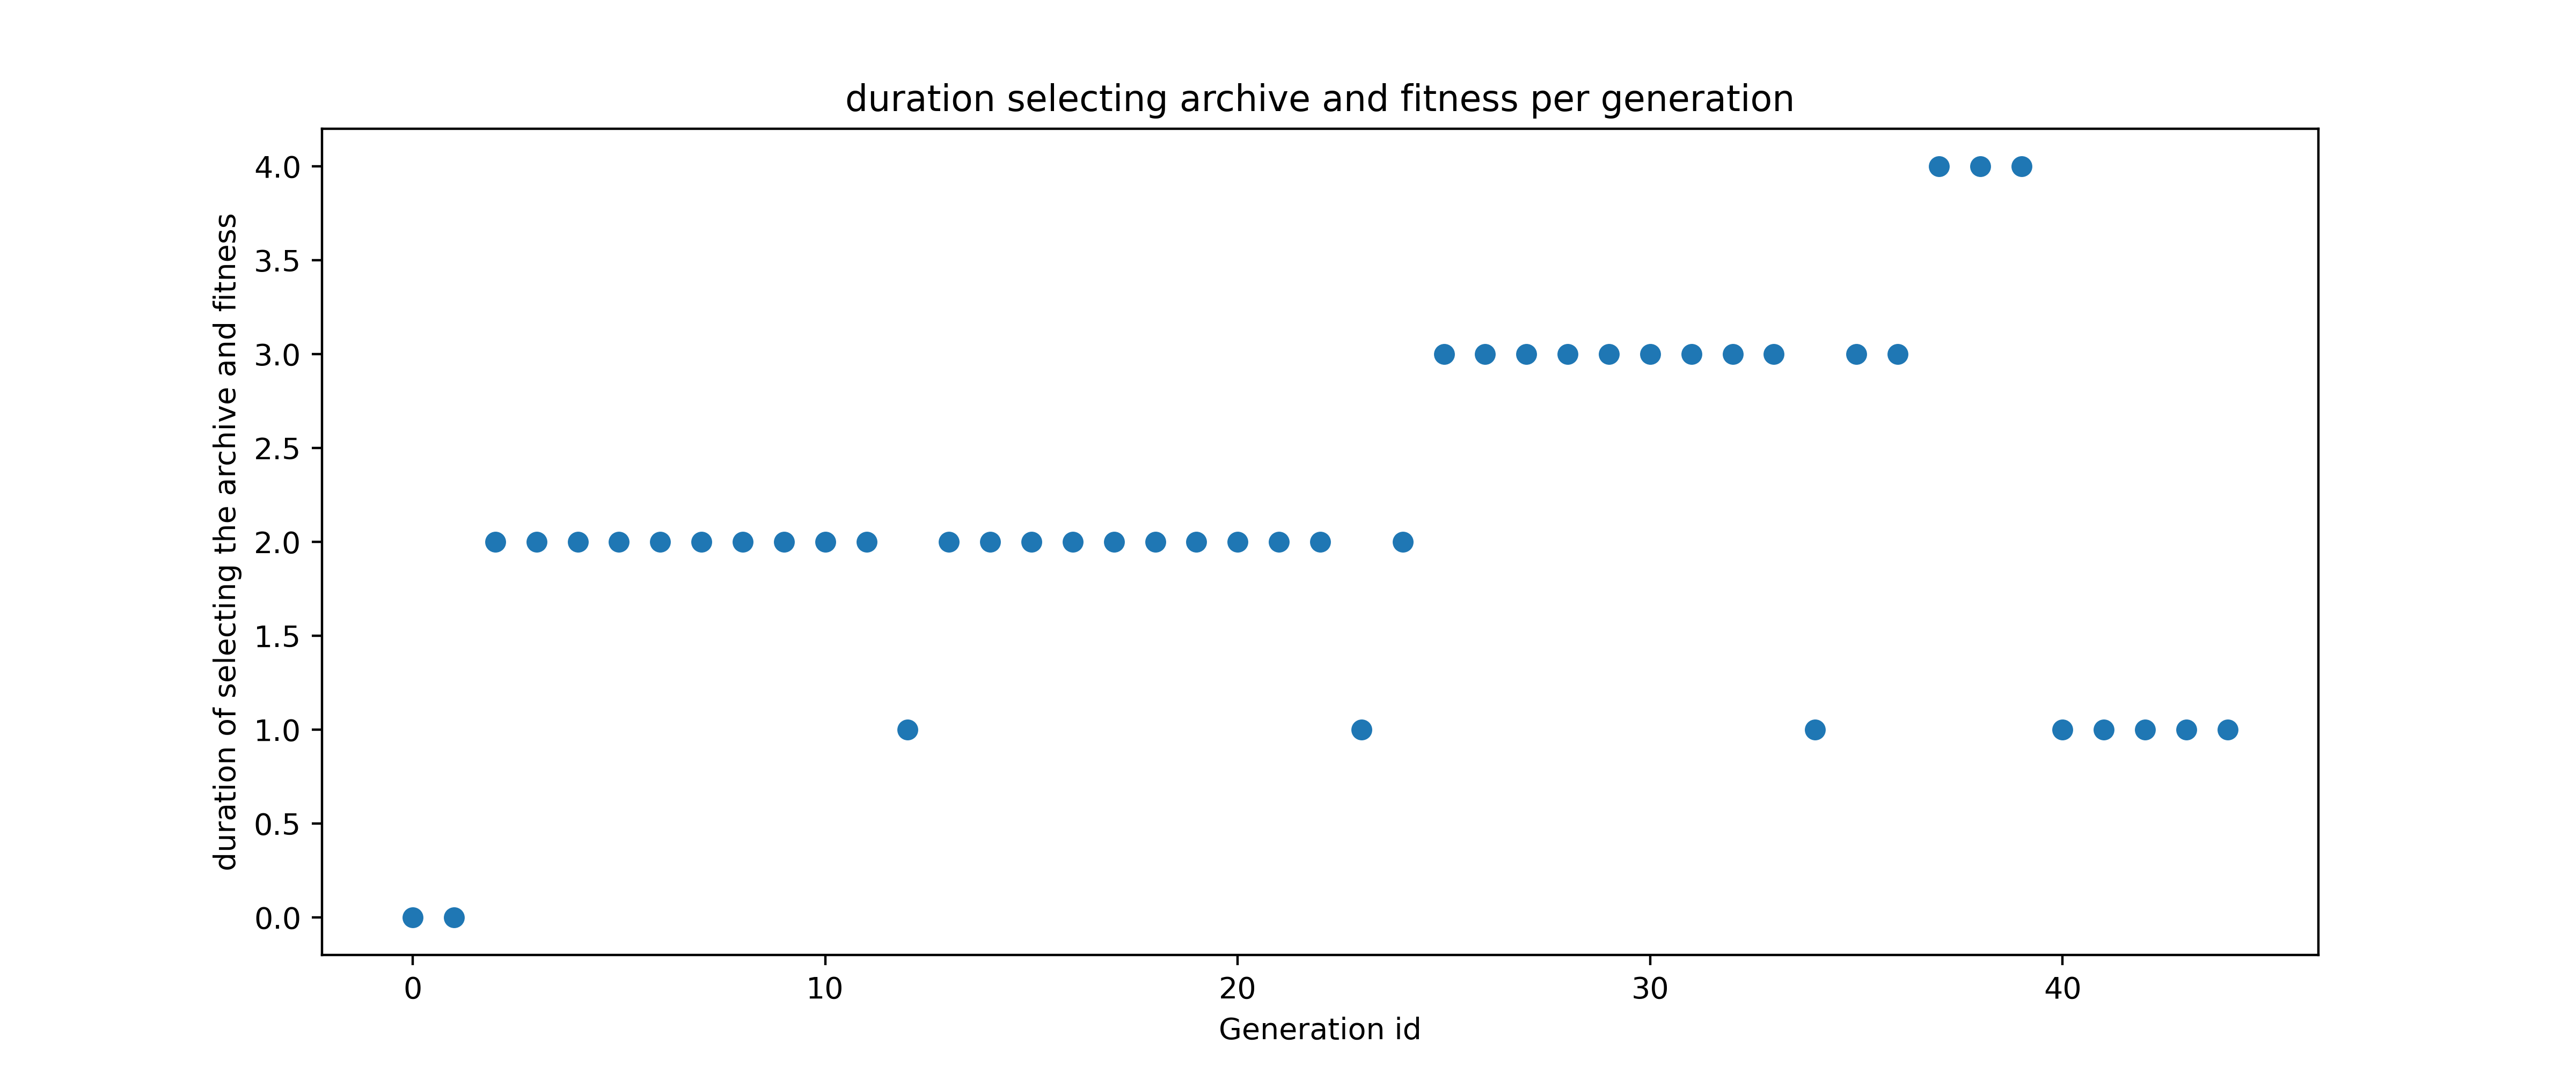 duration selecting archive and fitness per generation
duration of selecting the archive and fitness
4.0
3.5
3.0
2.5
2.0
1.5
1.0
0.5
0.0
0 10 20 30 40
Generation id